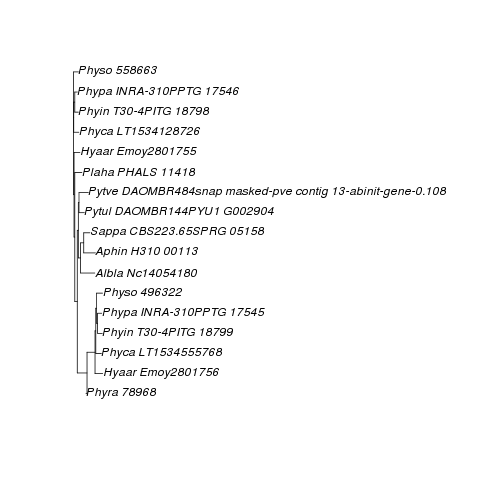 Physo 558663
Phypa INRA-310PPTG 17546
Phyin T30-4PITG 18798
Phyca LT1534128726
Hyaar Emoy2801755
Plaha PHALS 11418
Pytve DAOMBR484snap masked-pve contig 13-abinit-gene-0.108
Pytul DAOMBR144PYU1 G002904
Sappa CBS223.65SPRG 05158
Aphin H310 00113
Albla Nc14054180
Physo 496322
Phypa INRA-310PPTG 17545
Phyin T30-4PITG 18799
Phyca LT1534555768
Hyaar Emoy2801756
Phyra 78968